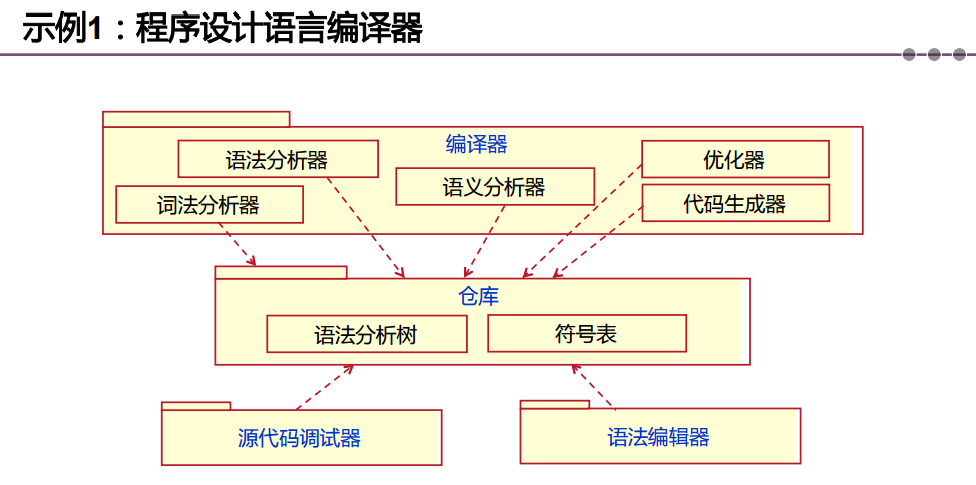 示例1：程序设计语言编译器
编译器
语法分析器
优化器
语义分析器
词法分析器
代码生成器
仓库
语法分析树
符号表
源代码调试器
语法编辑器